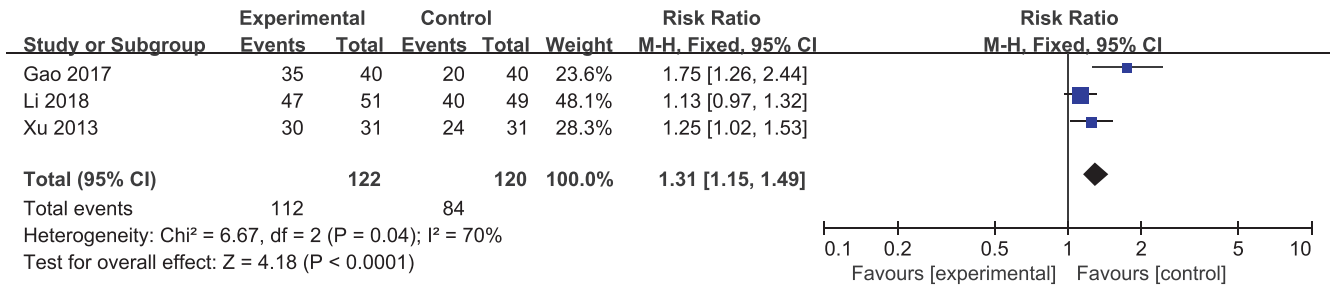 Experimental Control Risk Ratio Risk Ratio
Study or Subgroup Events Total Events Total Weight M-H, Fixed, 95% CI M-H, Fixed, 95% CI
Gao 2017 35 40 20 40 23.6% 1.75 [1.26, 2.44]
Li 2018 47 51 40 49 48.1% 1.13 [0.97, 1.32]
Xu 2013 30 31 24 31 28.3% 1.25 [1.02, 1.53]
Total (95% CI) 122 120 100.0% 1.31 [1.15, 1.49]
Total events 112 84
Heterogeneity: Chi² = 6.67, df = 2 (P = 0.04); I² = 70%
Test for overall effect: Z = 4.18 (P < 0.0001)
0.1 0.2 0.5 1 2 5 10
Favours [experimental] Favours [control]